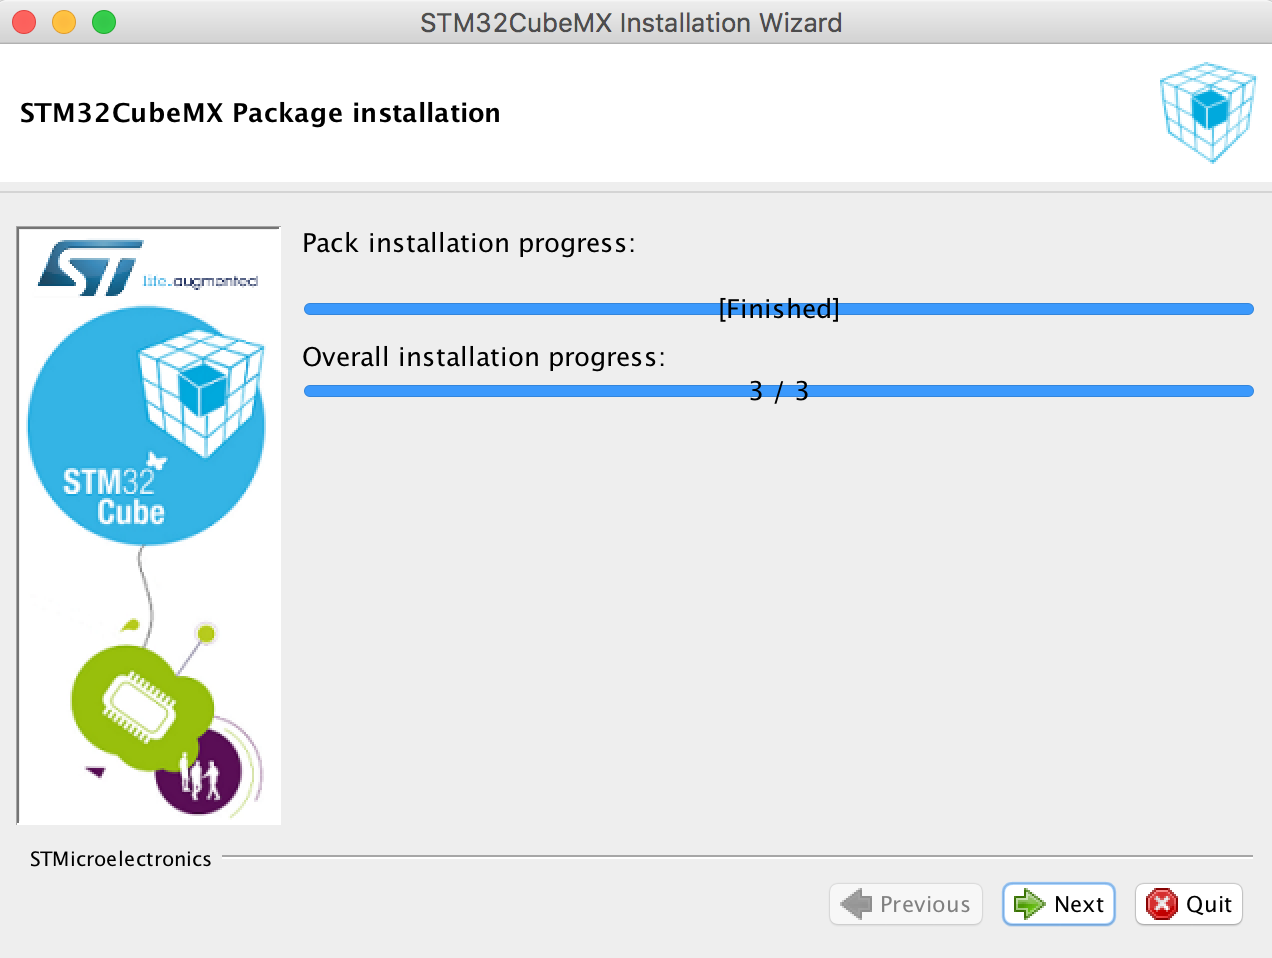 STM32CubeMX Installation Wizard
STM32CubeMX Package installation
ST
life.augmented
STM32
Cube
Pack installation progress:
[Finished]
Overall installation progress:
3 / 3
STMicroelectronics
Previous
Next
Quit